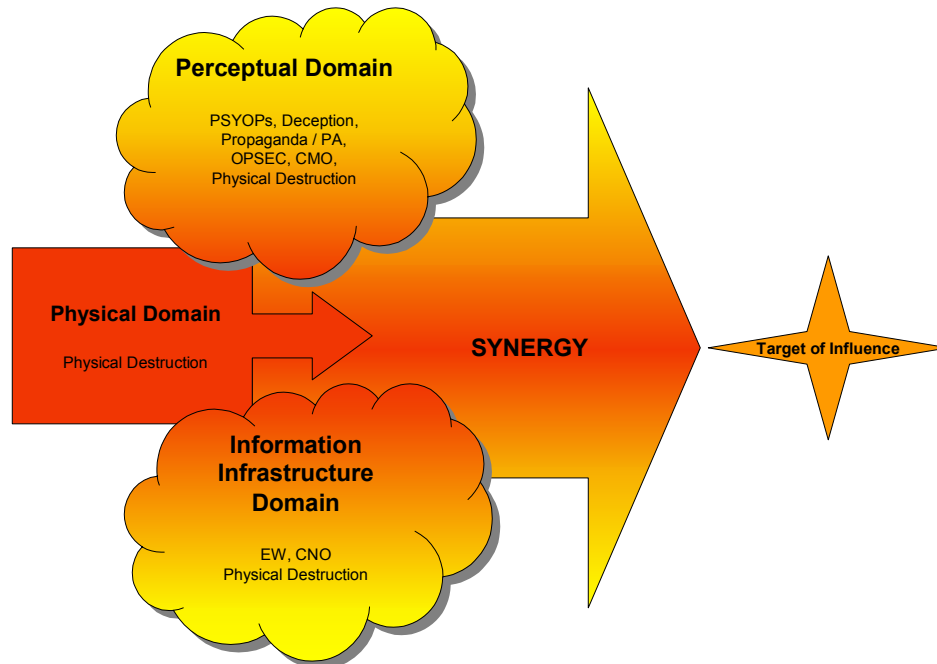 Perceptual Domain
PSYOPs, Deception,
Propaganda / PA,
OPSEC, CMO,
Physical Destruction
Physical Domain
Physical Destruction
SYNERGY
Target of Influence
Information
Infrastructure
Domain
EW, CNO
Physical Destruction